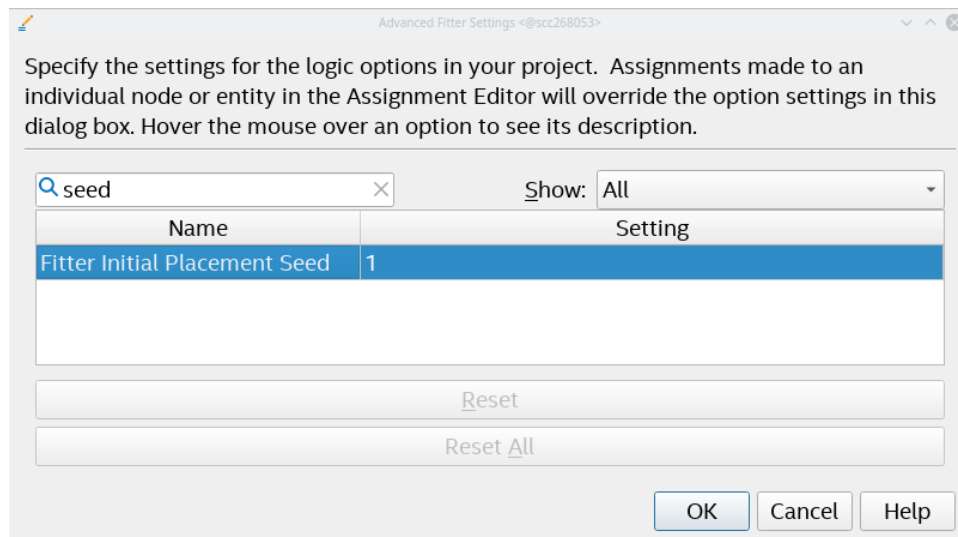 Advanced Fitter Settings <@scc268053>
Specify the settings for the logic options in your project. Assignments made to an
individual node or entity in the Assignment Editor will override the option settings in this
dialog box. Hover the mouse over an option to see its description.
seed Show: All
Name Setting
Fitter Initial Placement Seed 1
Reset
Reset All
OK Cancel Help